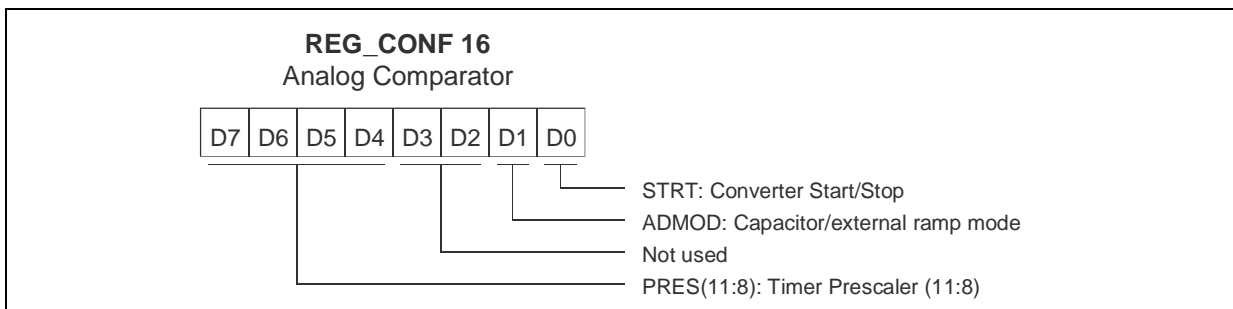 REG_CONF 16
Analog Comparator
D7 D6 D5 D4 D3 D2 D1 D0
STRT: Converter Start/Stop
ADMOD: Capacitor/external ramp mode
Not used
PRES(11:8): Timer Prescaler (11:8)